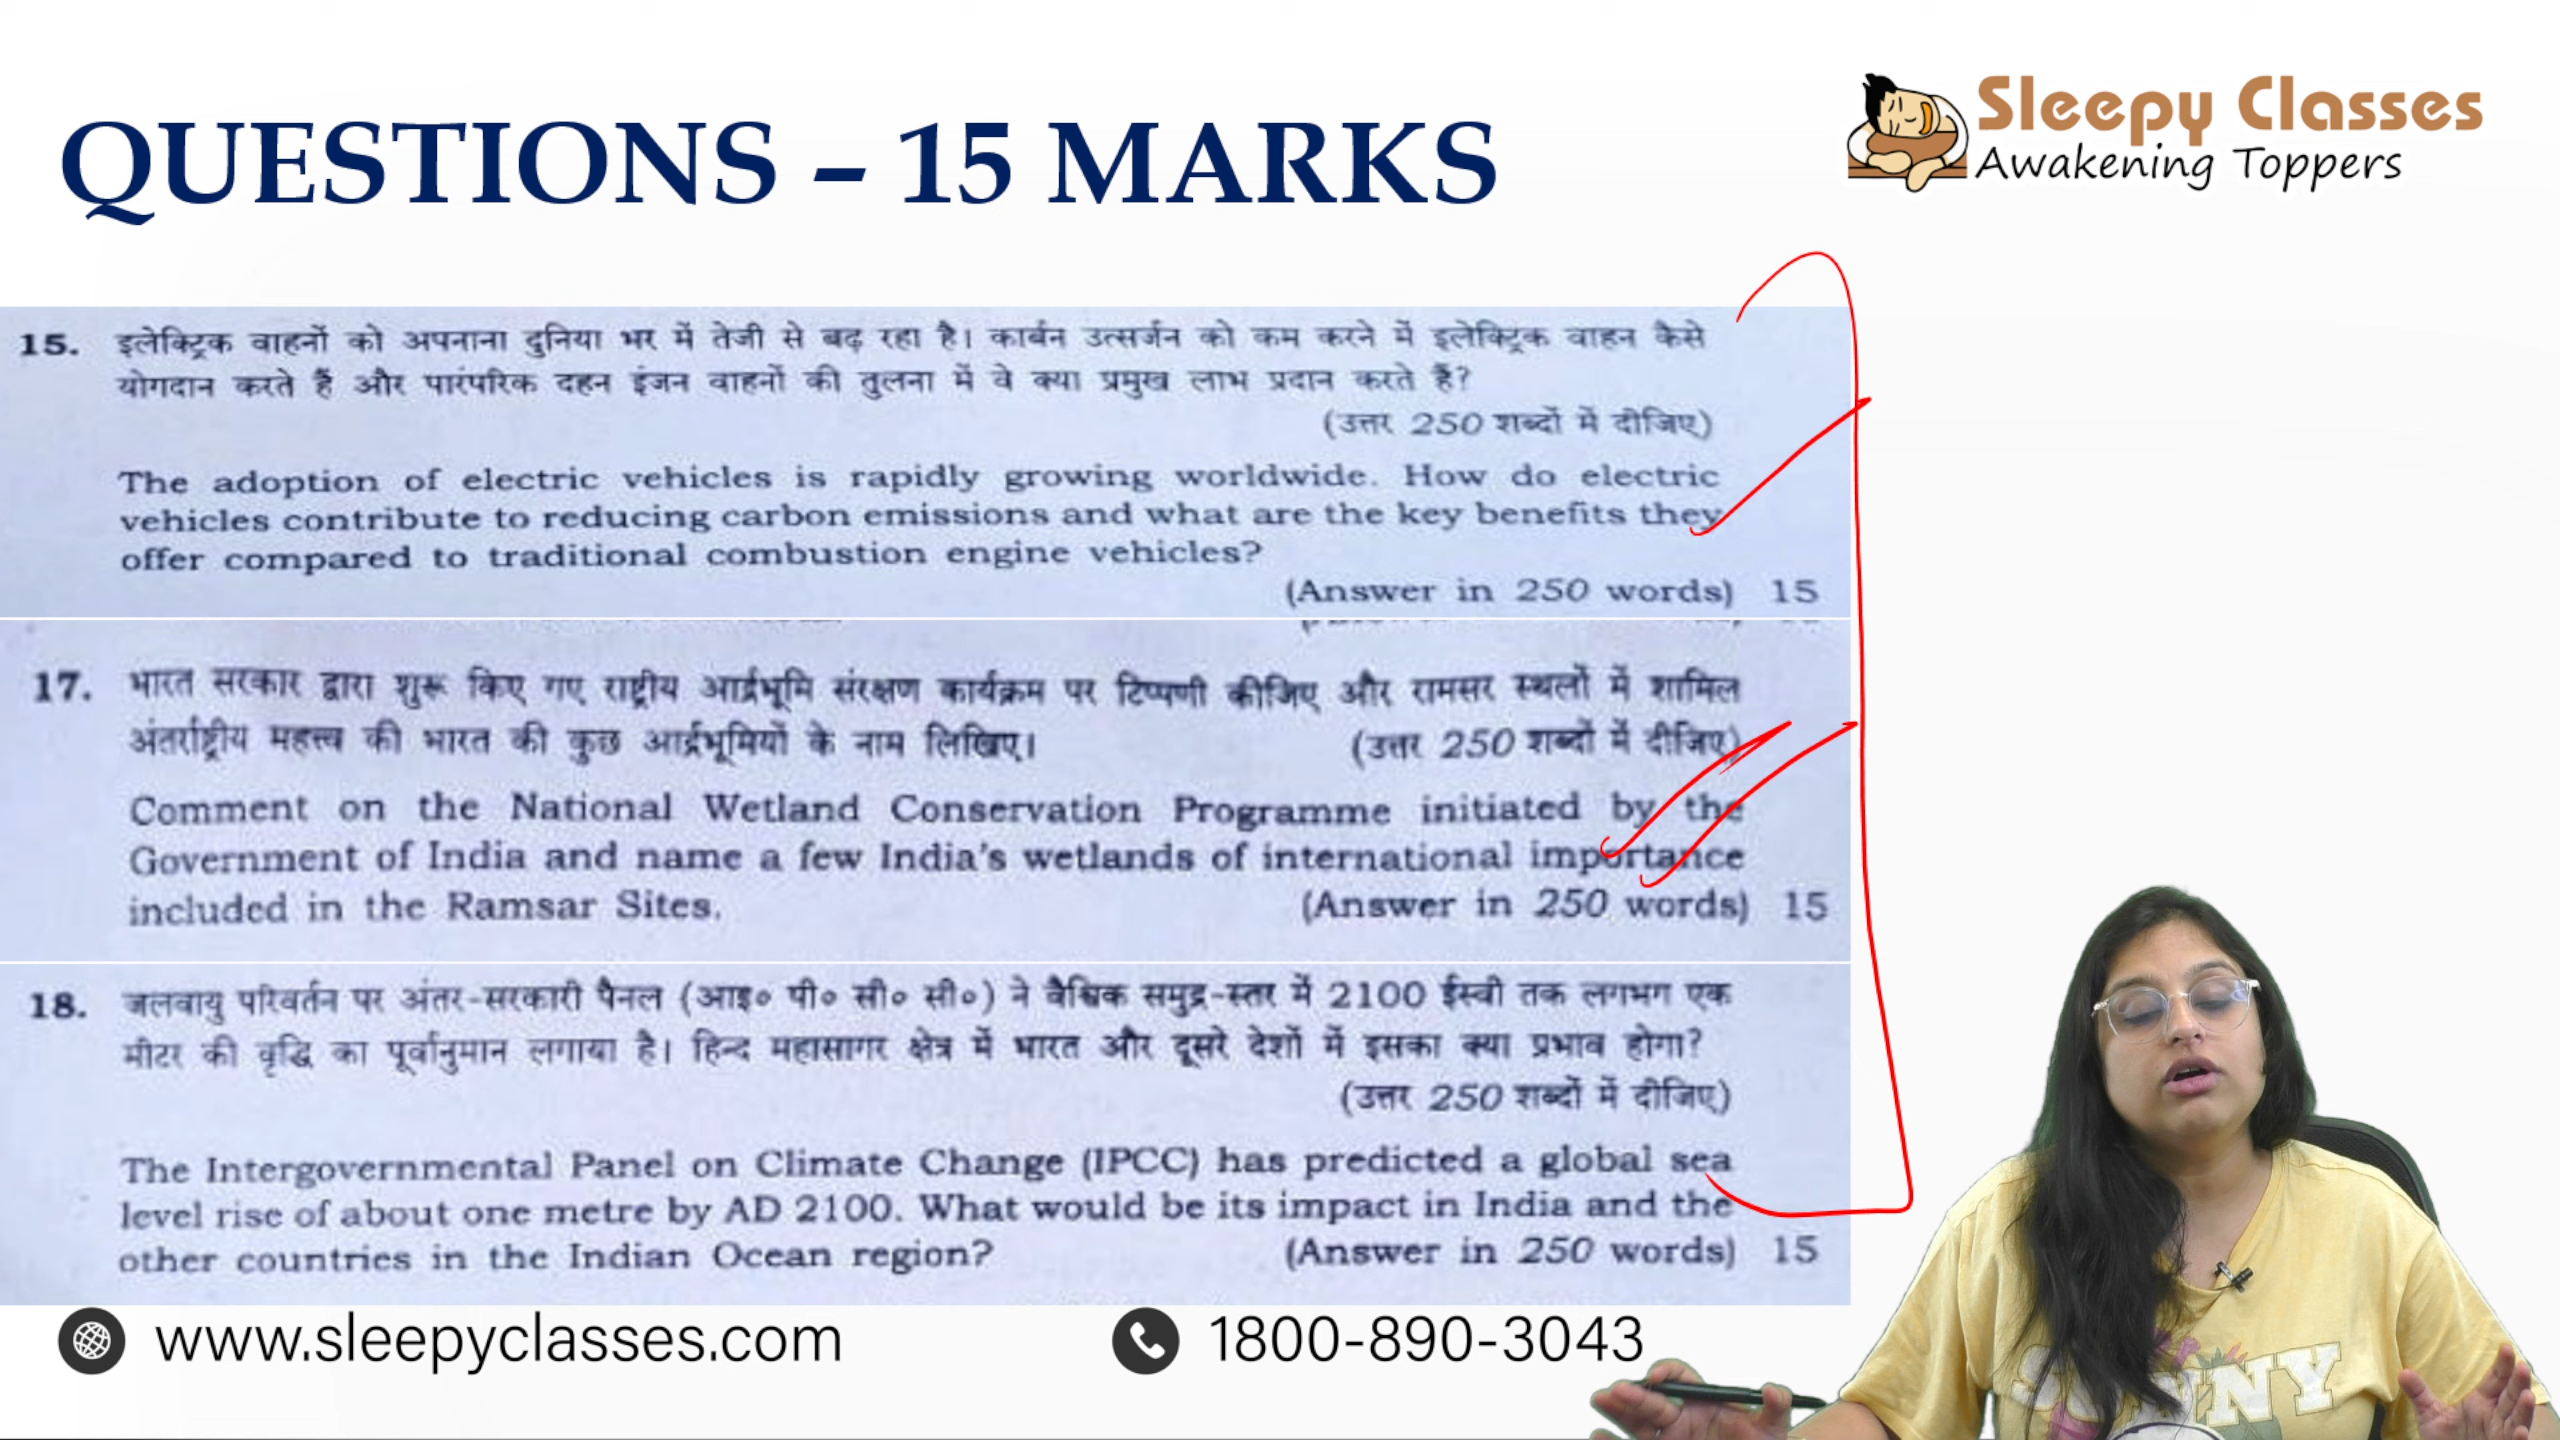 QUESTIONS – 15 MARKS
Sleepy Classes
Awakening Toppers
15. इलेक्ट्रिक वाहनों को अपनाना दुनिया भर में तेजी से बढ़ रहा है। कार्बन उत्सर्जन को कम करने में इलेक्ट्रिक वाहन कैसे
योगदान करते हैं और पारंपरिक दहन इंजन वाहनों की तुलना में वे क्या प्रमुख लाभ प्रदान करते हैं?
(उत्तर 250 शब्दों में दीजिए)
The adoption of electric vehicles is rapidly growing worldwide. How do electric
vehicles contribute to reducing carbon emissions and what are the key benefits they
offer compared to traditional combustion engine vehicles?
(Answer in 250 words) 15
17. भारत सरकार द्वारा शुरू किए गए राष्ट्रीय आर्द्रभूमि संरक्षण कार्यक्रम पर टिप्पणी कीजिए और रामसर स्थलों में शामिल
अंतर्राष्ट्रीय महत्त्व की भारत की कुछ आर्द्रभूमियों के नाम लिखिए। (उत्तर 250 शब्दों में दीजिए)
Comment on the National Wetland Conservation Programme initiated by the
Government of India and name a few India's wetlands of international importance
included in the Ramsar Sites. (Answer in 250 words) 15
18. जलवायु परिवर्तन पर अंतर-सरकारी पैनल (आइ० पी० सी० सी०) ने वैश्विक समुद्र-स्तर में 2100 ईस्वी तक लगभग एक
मीटर की वृद्धि का पूर्वानुमान लगाया है। हिन्द महासागर क्षेत्र में भारत और दूसरे देशों में इसका क्या प्रभाव होगा?
(उत्तर 250 शब्दों में दीजिए)
The Intergovernmental Panel on Climate Change (IPCC) has predicted a global sea
level rise of about one metre by AD 2100. What would be its impact in India and the
other countries in the Indian Ocean region? (Answer in 250 words) 15
www.sleepyclasses.com
1800-890-3043